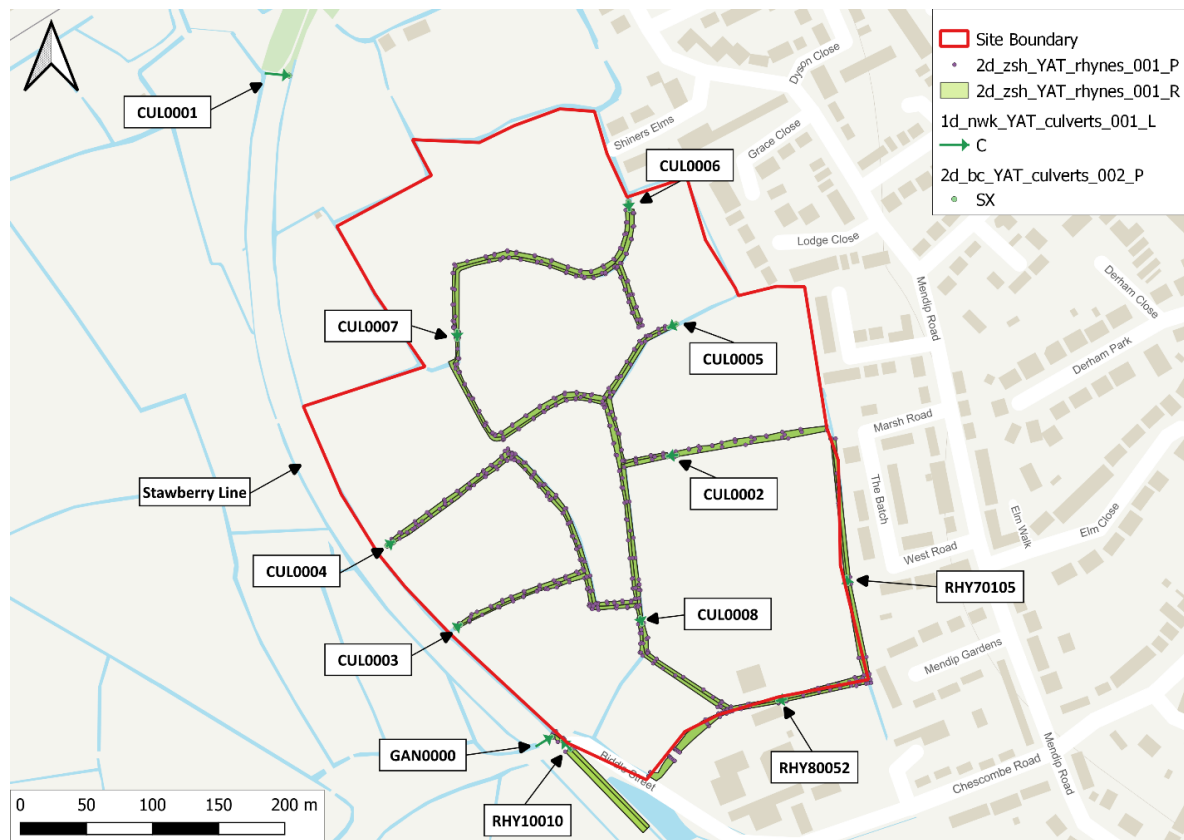 Site Boundary
2d_zsh_YAT_rhynes_001_P
2d_zsh_YAT_rhynes_001_R
1d_nwk_YAT_culverts_001_L
C
2d_bc_YAT_culverts_002_P
SX
Dyson Close
CUL0001
Shiners Elms
Grace Close
CUL0006
Lodge Close
Mendip Road
Derham Close
CUL0007
CUL0005
Derham Park
Marsh Road
Stawberry Line
CUL0002
The Batch
Elm Walk
Elm Close
West Road
CUL0004
RHY70105
CUL0008
CUL0003
Mendip Gardens
GAN0000
Biddle Street
RHY80052
Mendip Road
Chescombe Road
RHY10010
0 50 100 150 200 m